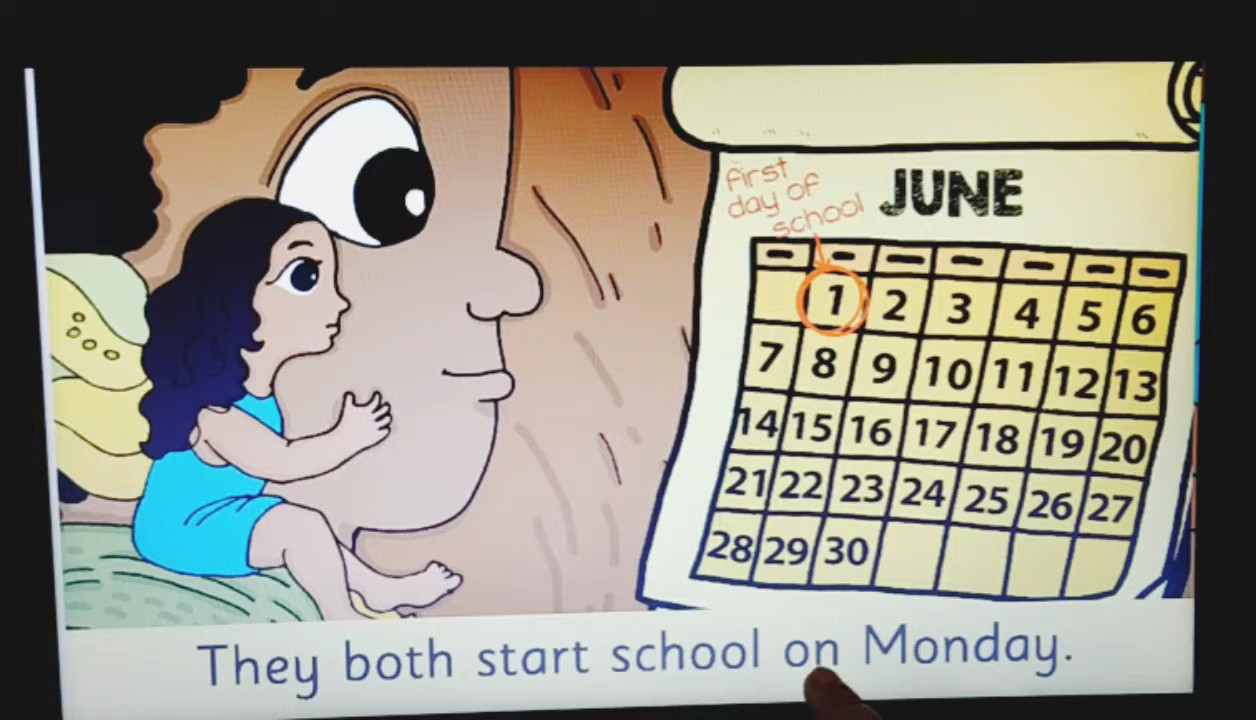 first
day of
school
JUNE
1 2 3 4 5 6
7 8 9 10 11 12 13
14 15 16 17 18 19 20
21 22 23 24 25 26 27
28 29 30
They both start school on Monday.